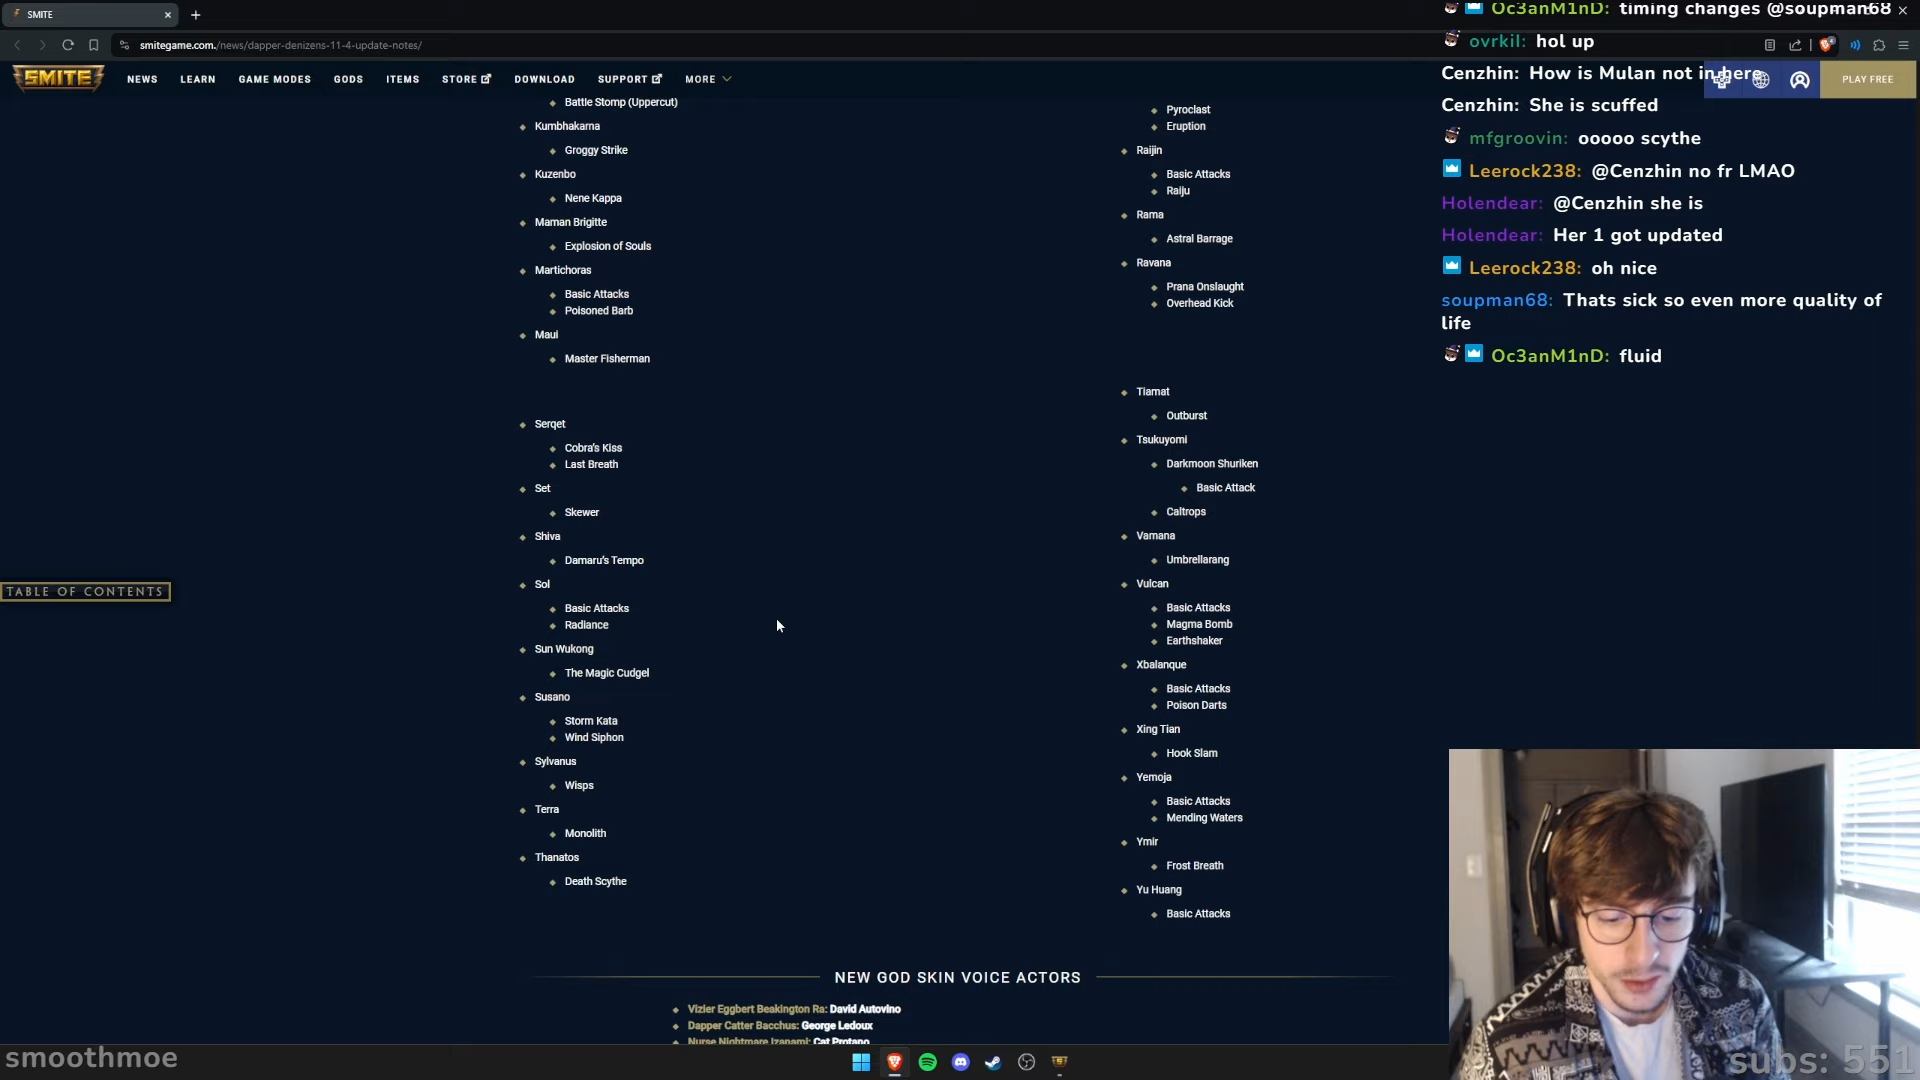 SMITE
smitegame.com./news/dapper-denizens-11-4-update-notes/
SMITE
NEWS
LEARN
GAME MODES
GODS
ITEMS
STORE
DOWNLOAD
SUPPORT
MORE
PLAY FREE
Battle Stomp (Uppercut)
Kumbhakarna
Groggy Strike
Kuzenbo
Nene Kappa
Maman Brigitte
Explosion of Souls
Martichoras
Basic Attacks
Poisoned Barb
Maui
Master Fisherman
Serqet
Cobra's Kiss
Last Breath
Set
Skewer
Shiva
Damaru's Tempo
Sol
Basic Attacks
Radiance
Sun Wukong
The Magic Cudgel
Susano
Storm Kata
Wind Siphon
Sylvanus
Wisps
Terra
Monolith
Thanatos
Death Scythe
Pyroclast
Eruption
Raijin
Basic Attacks
Raiju
Rama
Astral Barrage
Ravana
Prana Onslaught
Overhead Kick
Tiamat
Outburst
Tsukuyomi
Darkmoon Shuriken
Basic Attack
Caltrops
Vamana
Umbrellarang
Vulcan
Basic Attacks
Magma Bomb
Earthshaker
Xbalanque
Basic Attacks
Poison Darts
Xing Tian
Hook Slam
Yemoja
Basic Attacks
Mending Waters
Ymir
Frost Breath
Yu Huang
Basic Attacks
TABLE OF CONTENTS
NEW GOD SKIN VOICE ACTORS
Vizier Eggbert Beakington Ra: David Autovino
Dapper Catter Bacchus: George Ledoux
Nurse Nightmare Izanami: Cat Protano
Oc3anM1nD: timing changes @soupman68
ovrkil: hol up
Cenzhin: How is Mulan not in here
Cenzhin: She is scuffed
mfgroovin: ooooo scythe
Leerock238: @Cenzhin no fr LMAO
Holendear: @Cenzhin she is
Holendear: Her 1 got updated
Leerock238: oh nice
soupman68: Thats sick so even more quality of
life
Oc3anM1nD: fluid
smoothmoe
subs: 551